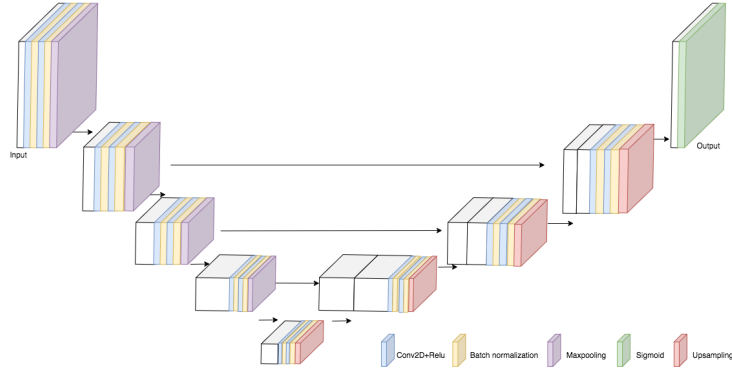 Input
Output
Conv2D+Relu
Batch normalization
Maxpooling
Sigmoid
Upsampling